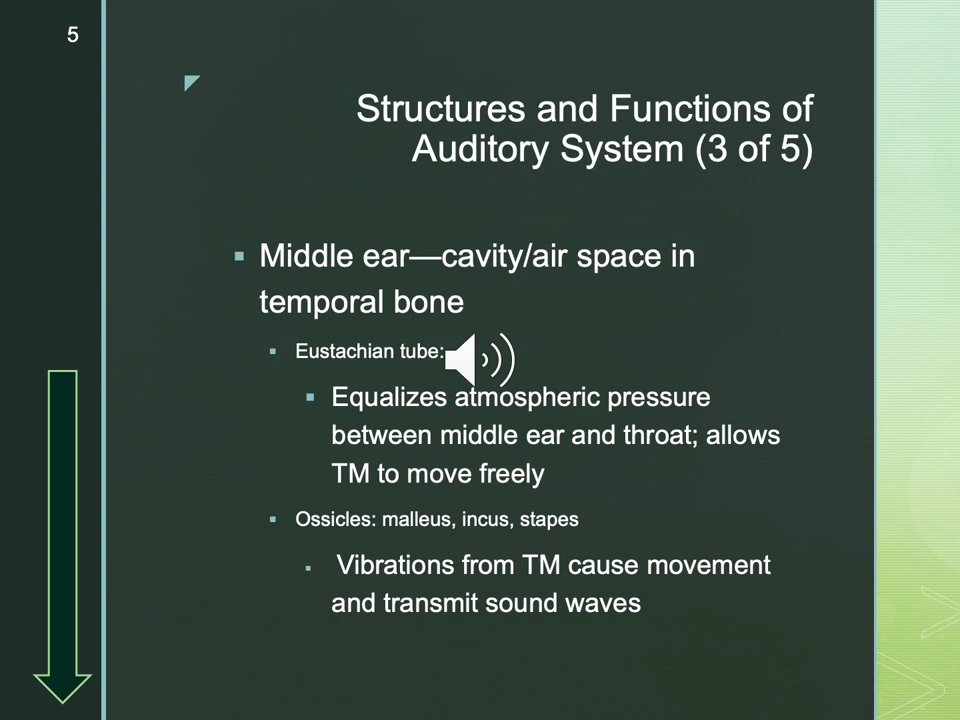 5
Structures and Functions of
Auditory System (3 of 5)
▪ Middle ear—cavity/air space in
temporal bone
▪ Eustachian tube:
▪ Equalizes atmospheric pressure
between middle ear and throat; allows
TM to move freely
▪ Ossicles: malleus, incus, stapes
▪ Vibrations from TM cause movement
and transmit sound waves